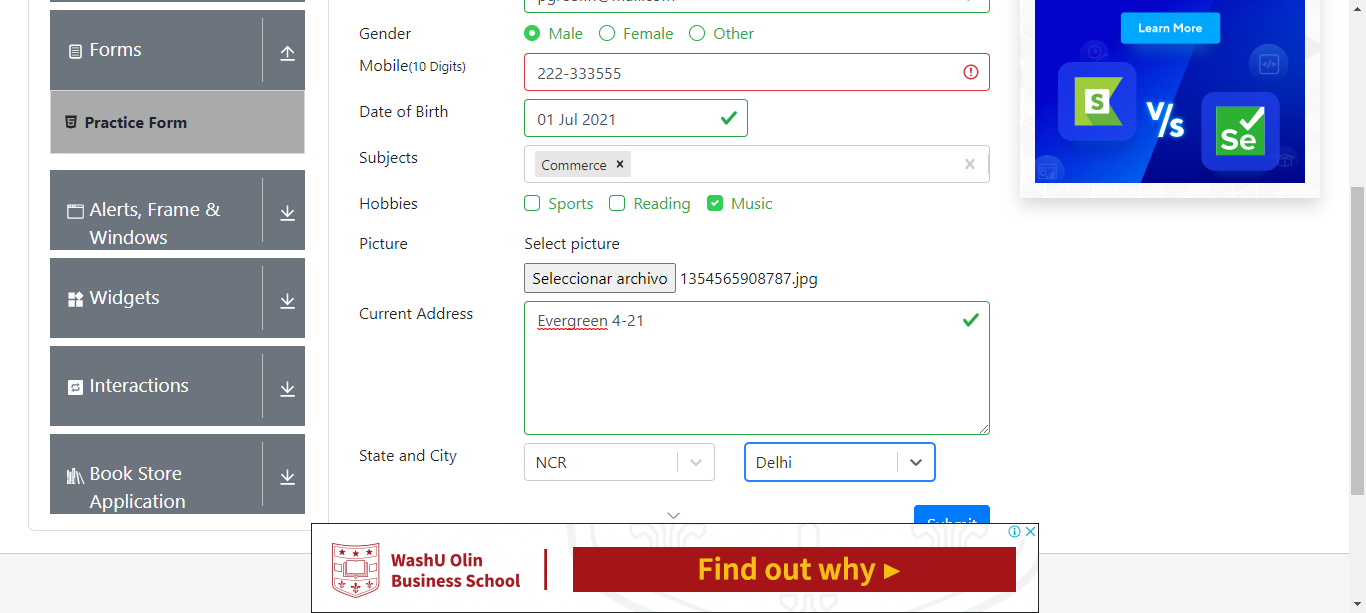 pgreolin@mail.com
Forms
Practice Form
Alerts, Frame &
Windows
Widgets
Interactions
Book Store
Application
Gender
Male Female Other
Mobile(10 Digits)
222-333555
Date of Birth
01 Jul 2021
Subjects
Commerce ×
Hobbies
Sports Reading Music
Picture
Select picture
Seleccionar archivo 1354565908787.jpg
Current Address
Evergreen 4-21
State and City
NCR
Delhi
Submit
Learn More
S
V/s
Se
WashU Olin
Business School
Find out why ►